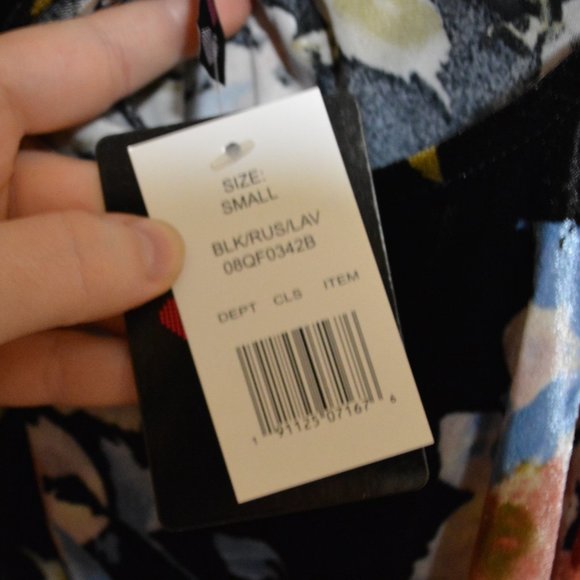 SIZE:
SMALL
BLK/RUS/LAV
08QF0342B
DEPT CLS ITEM
1 91125 07167 6